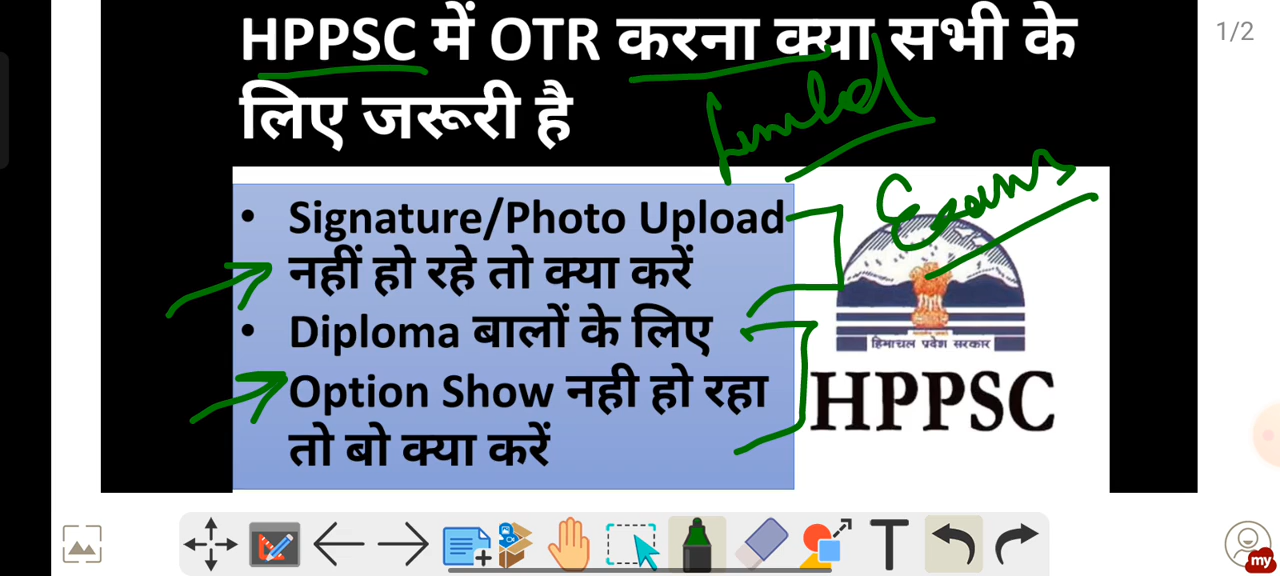 HPPSC में OTR करना क्या सभी के
लिए जरूरी है
1/2
Limited
Exams
• Signature/Photo Upload
नहीं हो रहे तो क्या करें
• Diploma बालों के लिए
Option Show नही हो रहा
तो बो क्या करें
हिमाचल प्रदेश सरकार
HPPSC
T
my